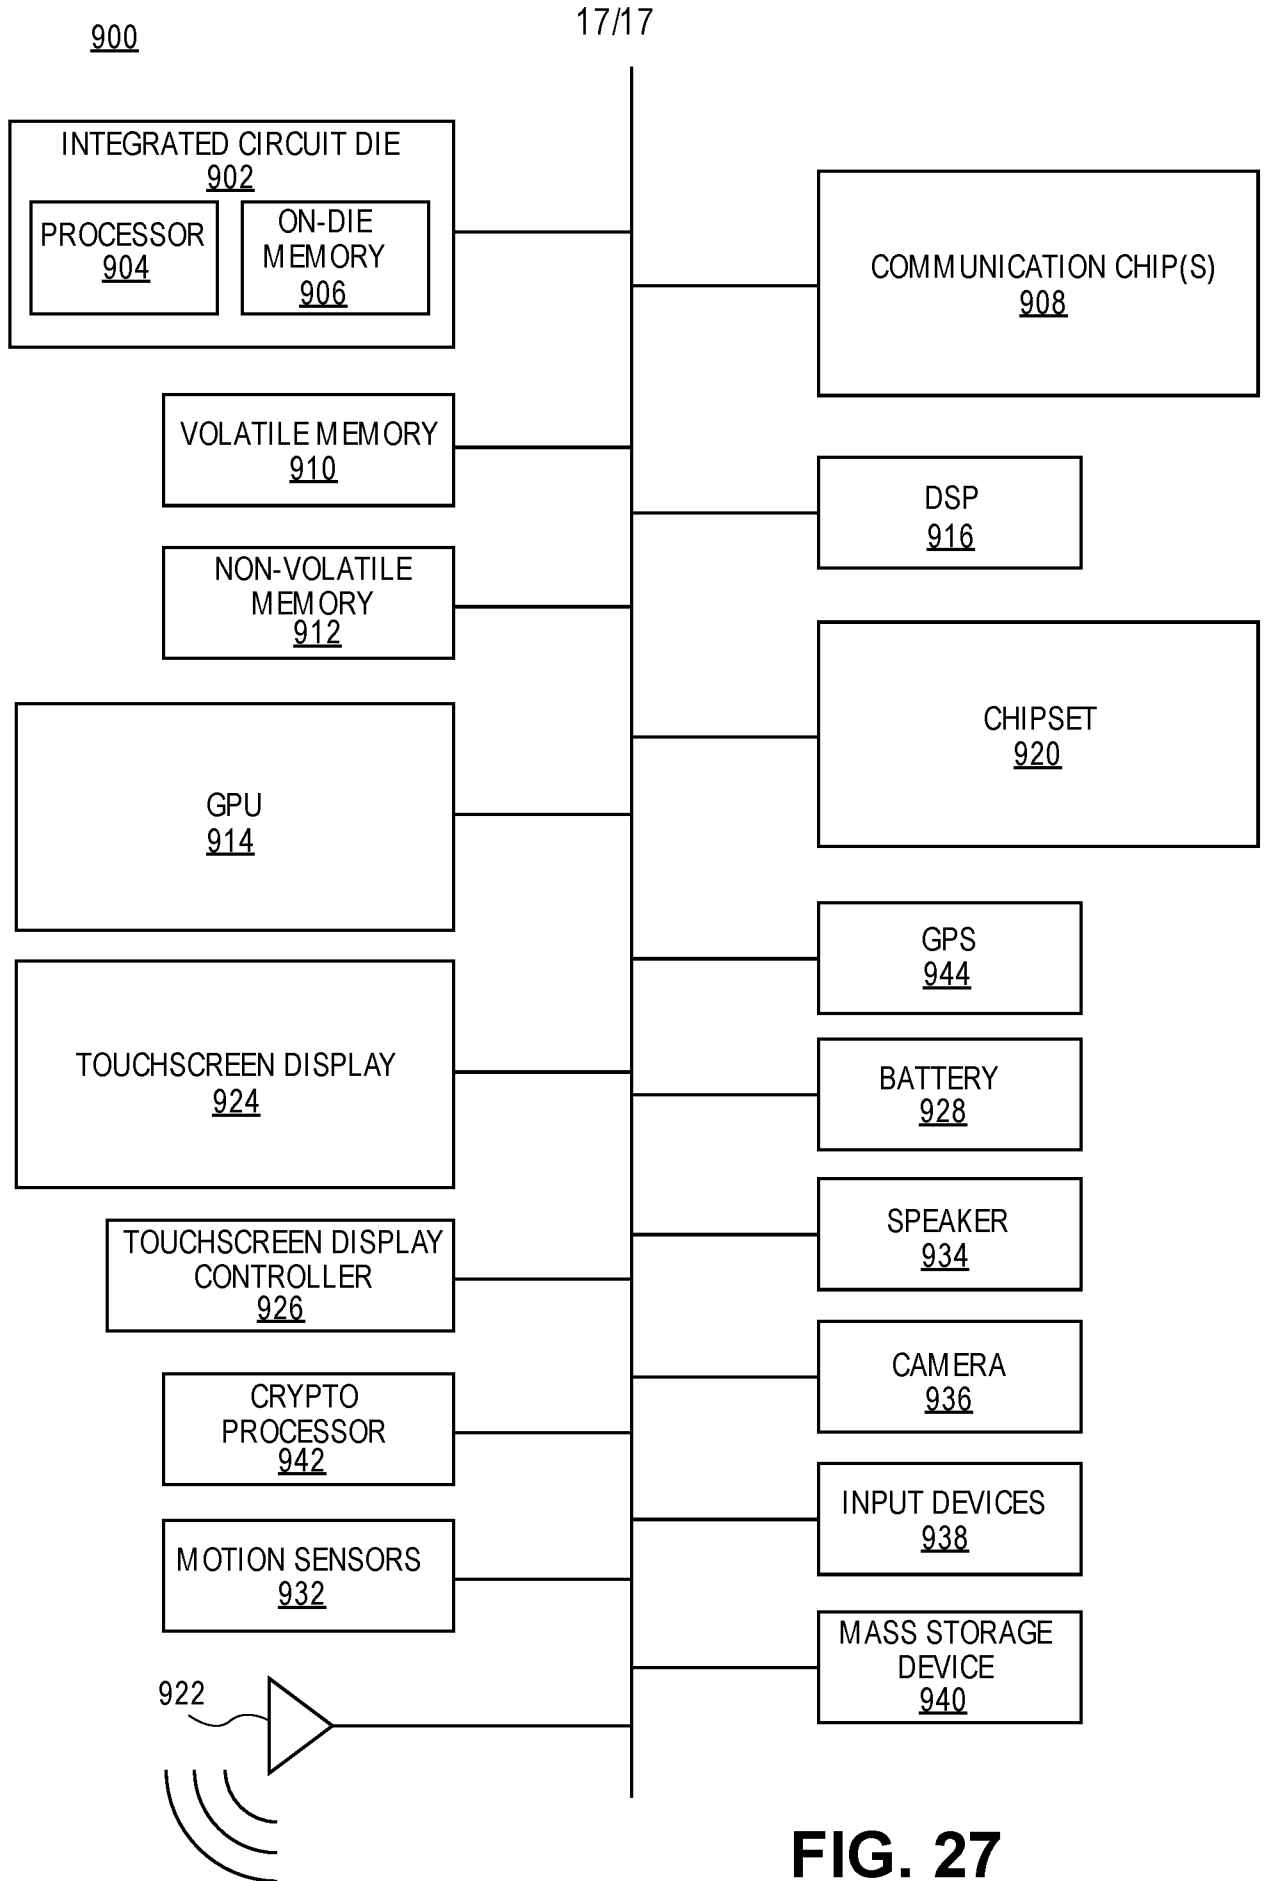 17/17
900
INTEGRATED CIRCUIT DIE
902
PROCESSOR
904
ON-DIE
MEMORY
906
COMMUNICATION CHIP(S)
908
VOLATILE MEMORY
910
DSP
916
NON-VOLATILE
MEMORY
912
CHIPSET
920
GPU
914
GPS
944
TOUCHSCREEN DISPLAY
924
BATTERY
928
SPEAKER
934
TOUCHSCREEN DISPLAY
CONTROLLER
926
CAMERA
936
CRYPTO
PROCESSOR
942
INPUT DEVICES
938
MOTION SENSORS
932
MASS STORAGE
DEVICE
940
922
FIG. 27